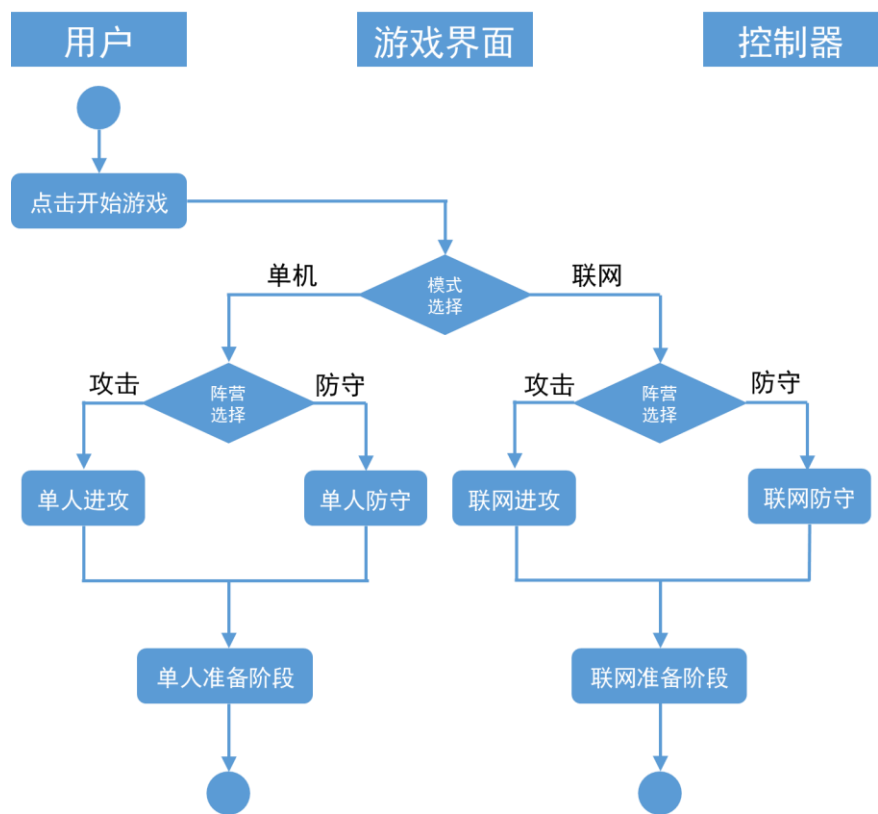 用户
游戏界面
控制器
点击开始游戏
单机
模式
选择
联网
攻击
阵营
选择
防守
攻击
阵营
选择
防守
单人进攻
单人防守
联网进攻
联网防守
单人准备阶段
联网准备阶段